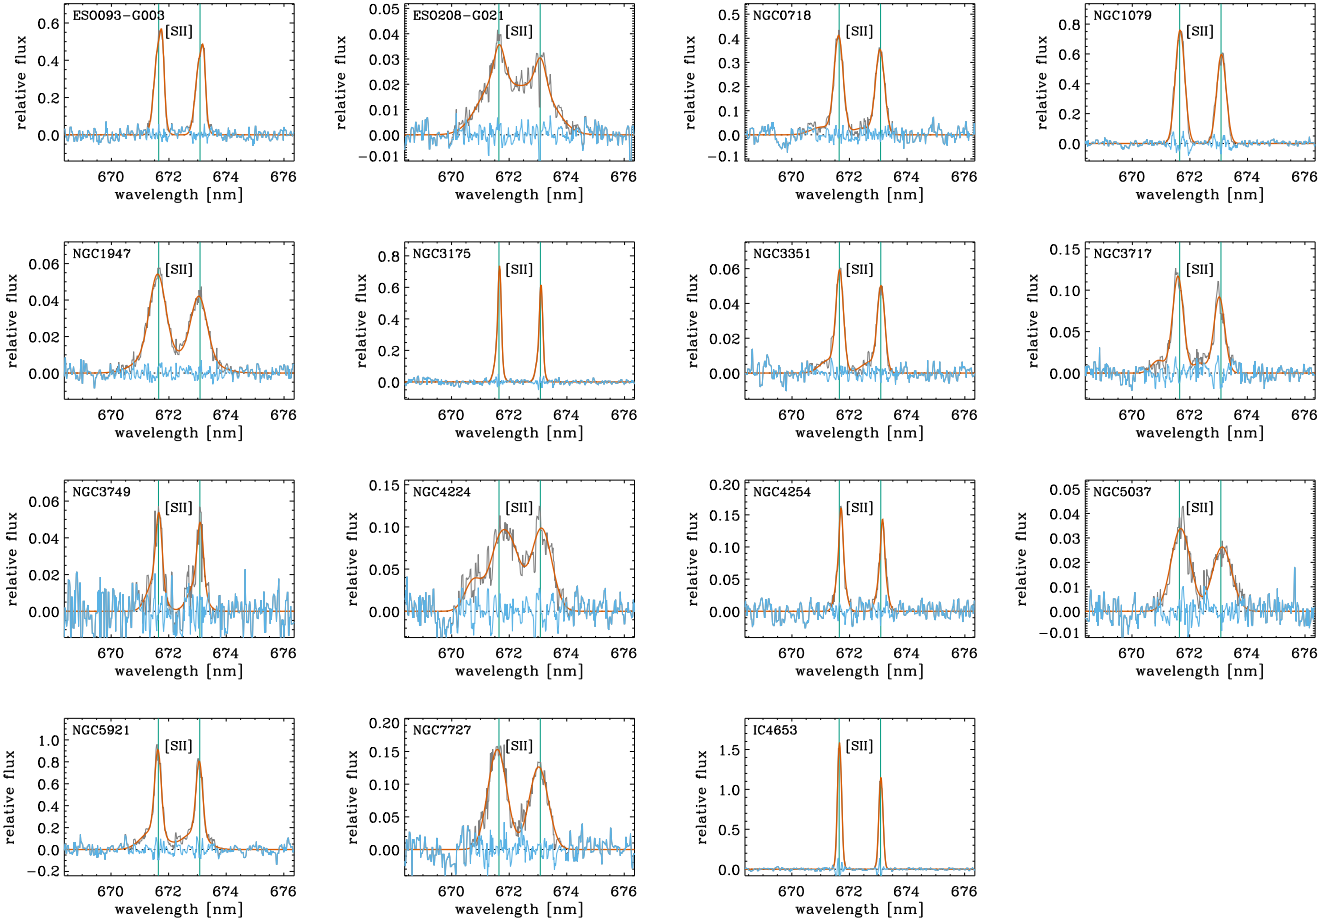 ESO093-G003
[SII]
relative flux
0.6
0.4
0.2
0.0
670 672 674 676
wavelength [nm]
ESO208-G021
[SII]
relative flux
0.05
0.04
0.03
0.02
0.01
0.00
-0.01
670 672 674 676
wavelength [nm]
NGC0718
[SII]
relative flux
0.5
0.4
0.3
0.2
0.1
0.0
-0.1
670 672 674 676
wavelength [nm]
NGC1079
[SII]
relative flux
0.8
0.6
0.4
0.2
0.0
670 672 674 676
wavelength [nm]
NGC1947
[SII]
relative flux
0.06
0.04
0.02
0.00
670 672 674 676
wavelength [nm]
NGC3175
[SII]
relative flux
0.8
0.6
0.4
0.2
0.0
670 672 674 676
wavelength [nm]
NGC3351
[SII]
relative flux
0.06
0.04
0.02
0.00
670 672 674 676
wavelength [nm]
NGC3717
[SII]
relative flux
0.15
0.10
0.05
0.00
670 672 674 676
wavelength [nm]
NGC3749
[SII]
relative flux
0.06
0.04
0.02
0.00
670 672 674 676
wavelength [nm]
NGC4224
[SII]
relative flux
0.15
0.10
0.05
0.00
670 672 674 676
wavelength [nm]
NGC4254
[SII]
relative flux
0.20
0.15
0.10
0.05
0.00
670 672 674 676
wavelength [nm]
NGC5037
[SII]
relative flux
0.05
0.04
0.03
0.02
0.01
0.00
-0.01
670 672 674 676
wavelength [nm]
NGC5921
[SII]
relative flux
1.0
0.8
0.6
0.4
0.2
0.0
-0.2
670 672 674 676
wavelength [nm]
NGC7727
[SII]
relative flux
0.20
0.15
0.10
0.05
0.00
670 672 674 676
wavelength [nm]
IC4653
[SII]
relative flux
1.5
1.0
0.5
0.0
670 672 674 676
wavelength [nm]